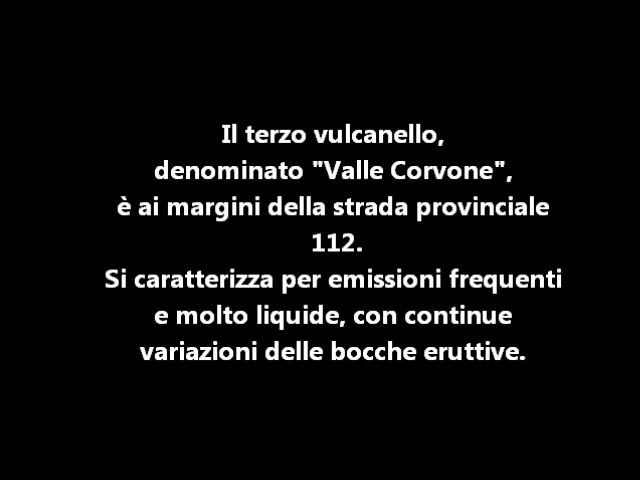 Il terzo vulcanello,
denominato "Valle Corvone",
è ai margini della strada provinciale
112.
Si caratterizza per emissioni frequenti
e molto liquide, con continue
variazioni delle bocche eruttive.